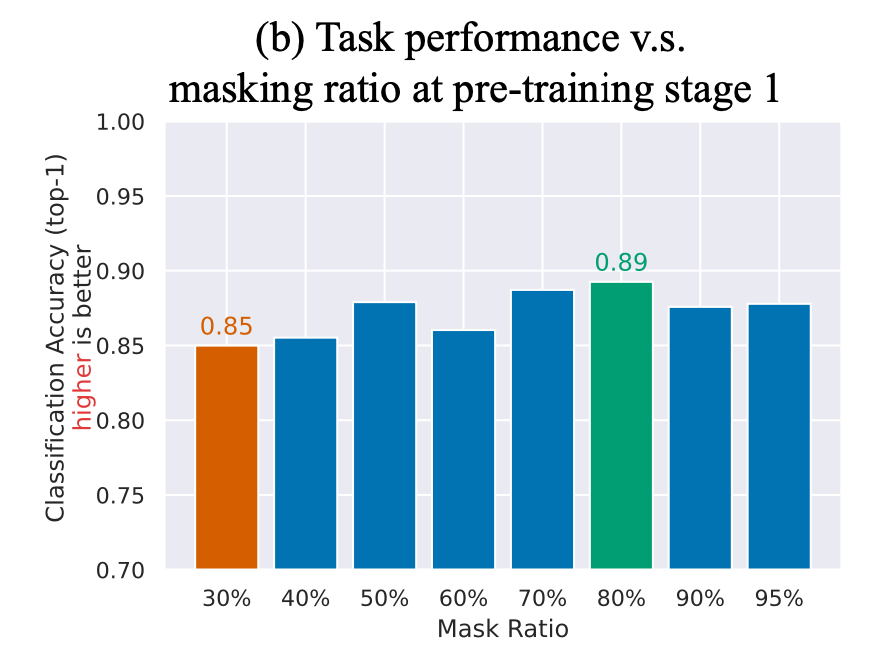 (b) Task performance v.s.
masking ratio at pre-training stage 1
Classification Accuracy (top-1)
higher is better
1.00
0.95
0.90
0.85
0.80
0.75
0.70
0.85
0.89
30% 40% 50% 60% 70% 80% 90% 95%
Mask Ratio